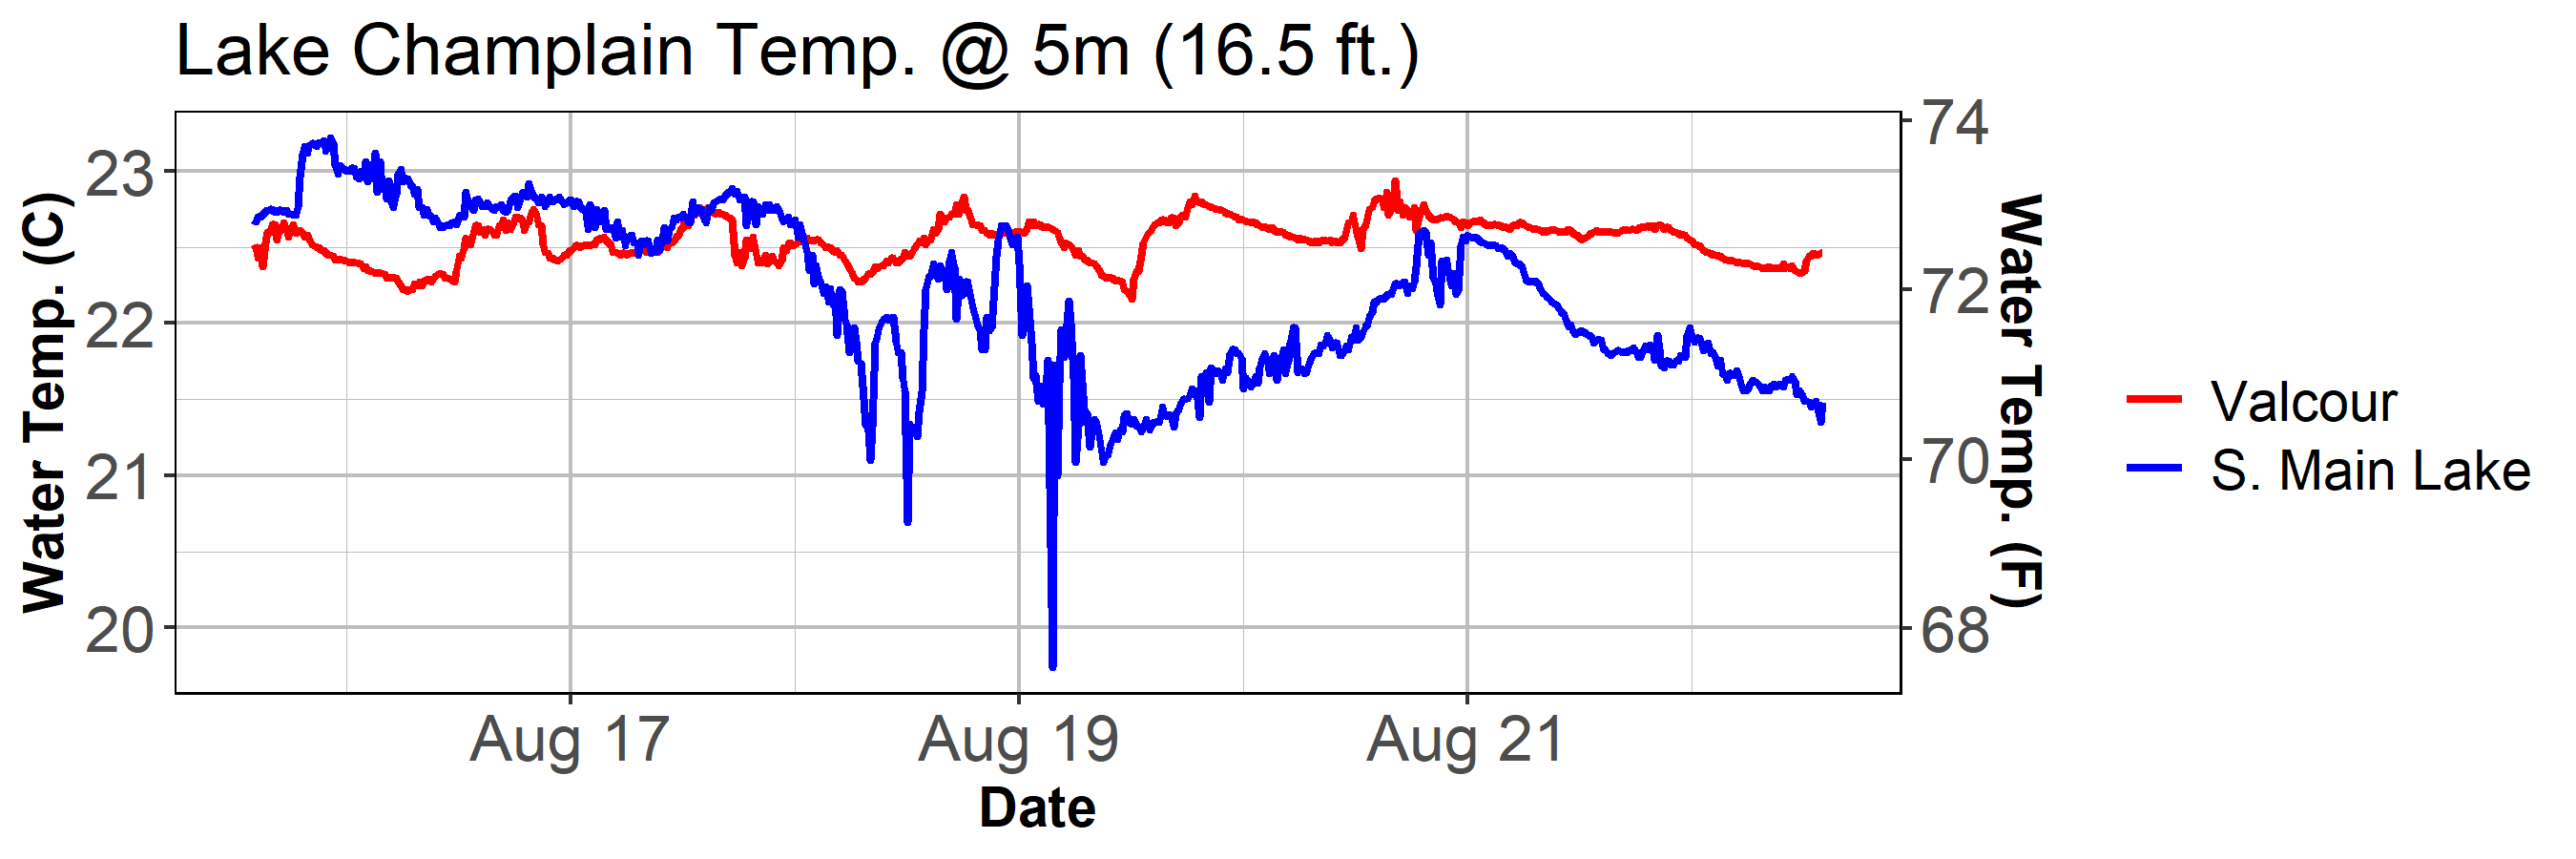 Lake Champlain Temp. @ 5m (16.5 ft.)
Water Temp. (C)
23
22
21
20
74
72
70
68
Water Temp. (F)
Aug 17
Aug 19
Aug 21
Date
Valcour
S. Main Lake